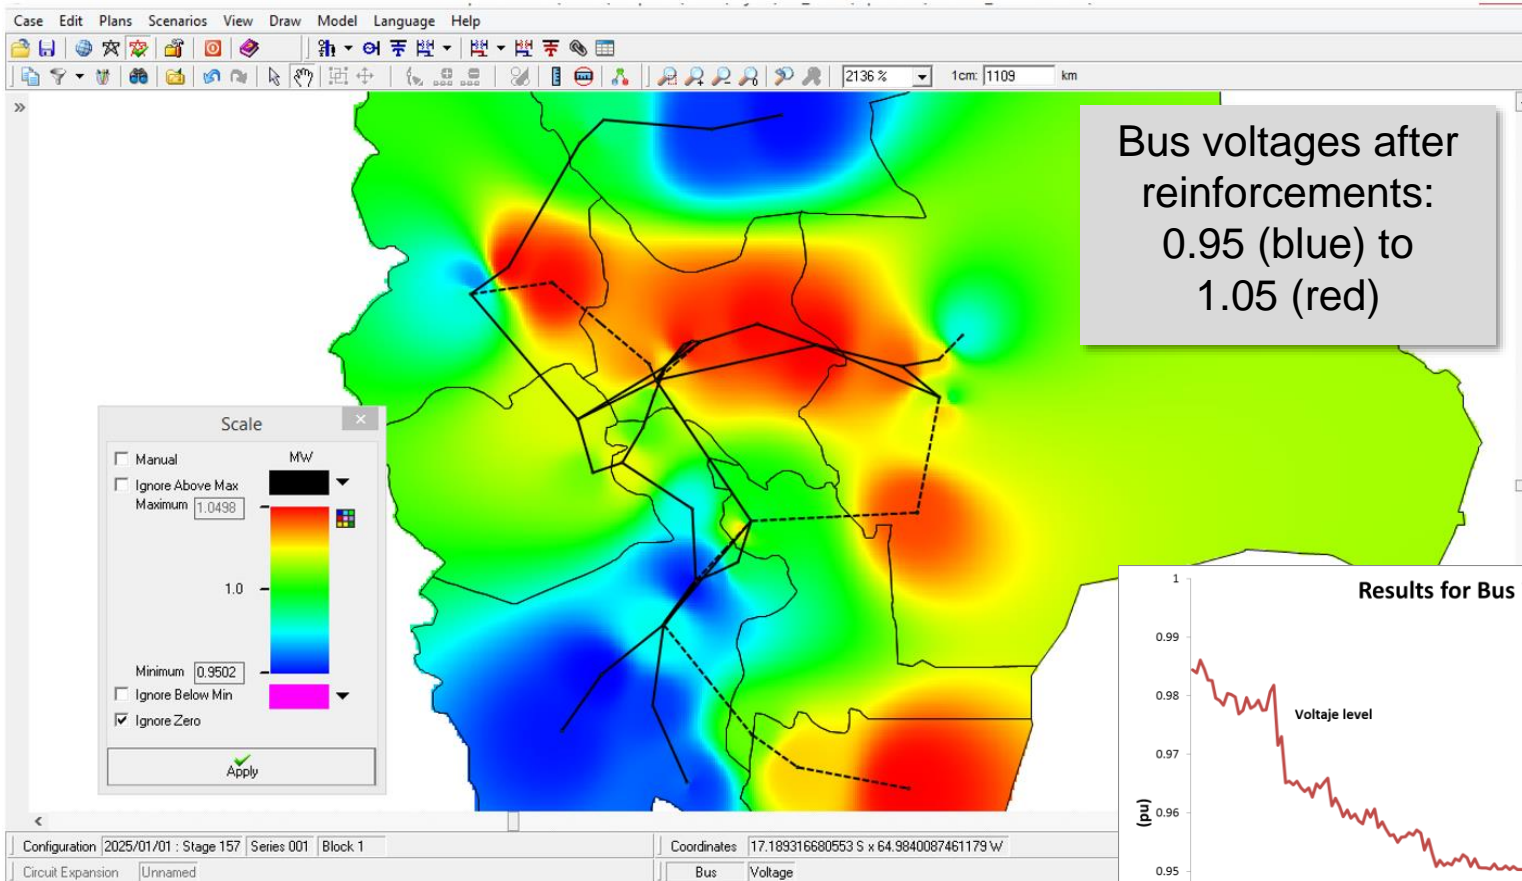 Case Edit Plans Scenarios View Draw Model Language Help
2136 % 1cm: 1109 km
»
Bus voltages after
reinforcements:
0.95 (blue) to
1.05 (red)
Scale
Manual MW
Ignore Above Max
Maximum 1.0498
1.0
Minimum 0.9502
Ignore Below Min
Ignore Zero
Apply
Results for Bus
1
0.99
0.98
Voltaje level
0.97
0.96
(pu)
0.95
Configuration 2025/01/01 : Stage 157 Series 001 Block 1 Coordinates 17.189316680553 S x 64.9840087461179 W
Circuit Expansion Unnamed Bus Voltage